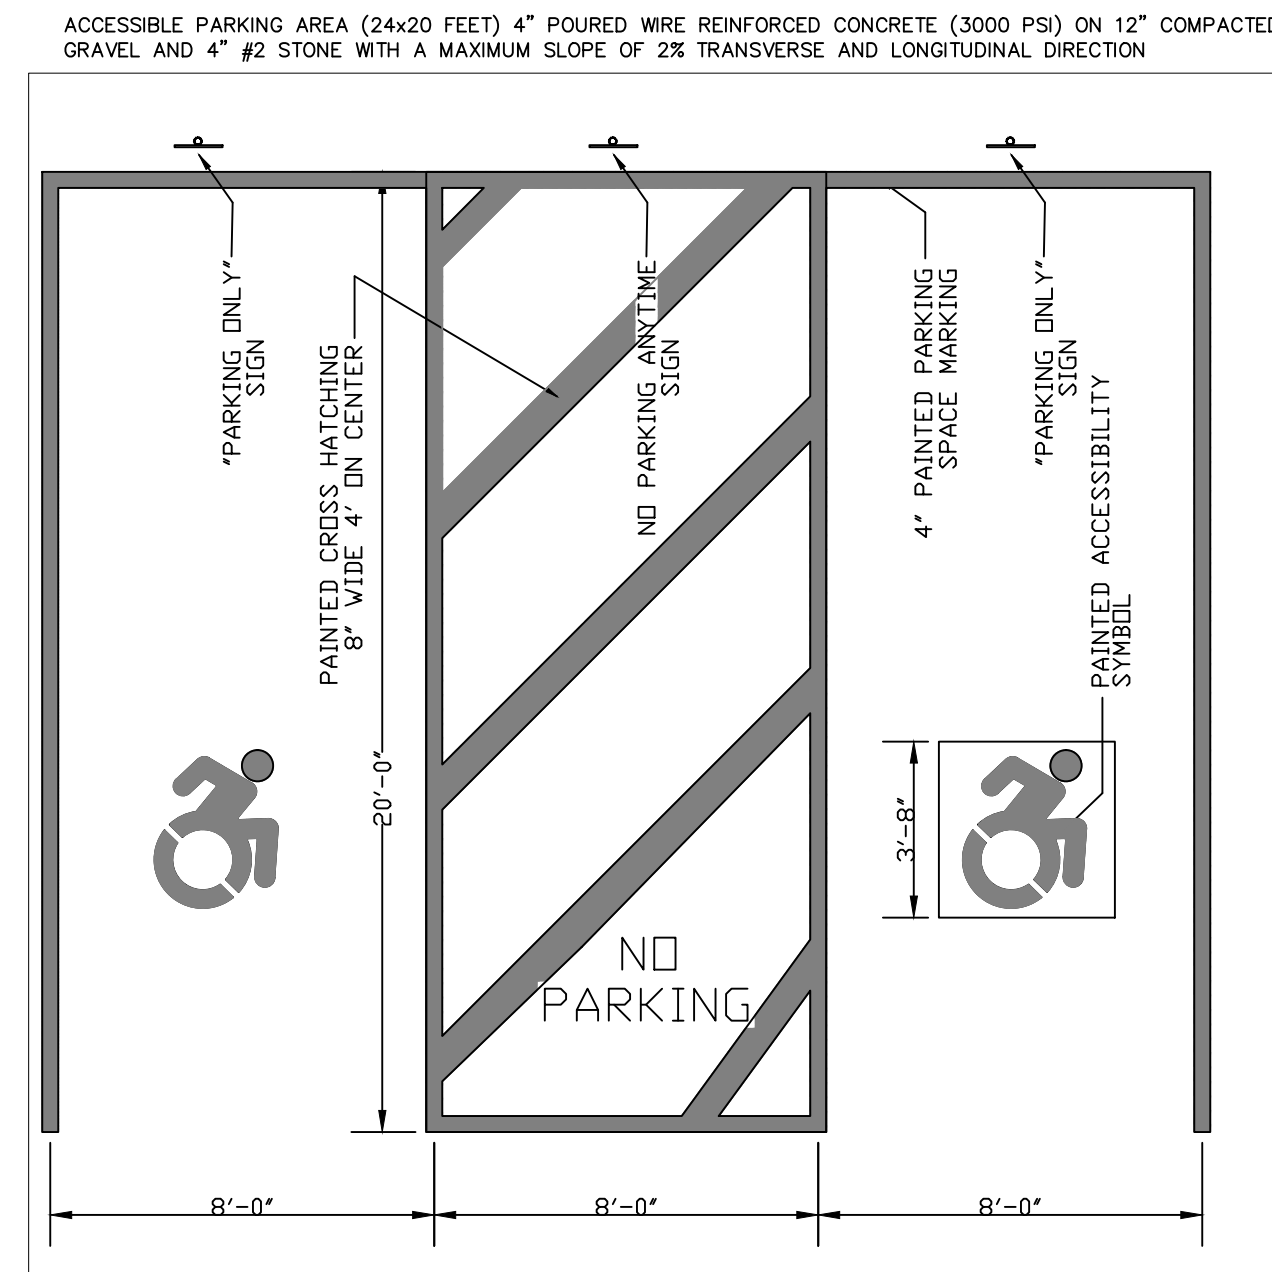 ACCESSIBLE PARKING AREA (24x20 FEET) 4” POURED WIRE REINFORCED CONCRETE (3000 PSI) ON 12” COMPACTED
GRAVEL AND 4” #2 STONE WITH A MAXIMUM SLOPE OF 2% TRANSVERSE AND LONGITUDINAL DIRECTION
"PARKING ONLY"
SIGN
PAINTED CROSS HATCHING
8" WIDE 4' ON CENTER
NO PARKING ANYTIME
SIGN
4" PAINTED PARKING
SPACE MARKING
"PARKING ONLY"
SIGN
PAINTED ACCESSIBILITY
SYMBOL
20'-0"
3'-8"
NO
PARKING
8'-0"
8'-0"
8'-0"